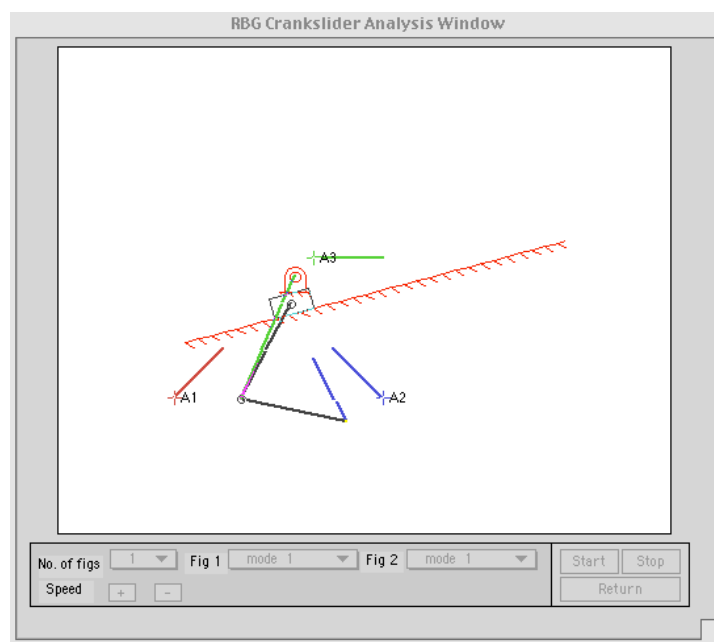 RBG Crankslider Analysis Window
A3
A1
A2
No. of figs 1 Fig 1 mode 1 Fig 2 mode 1 Start Stop
Speed + - Return